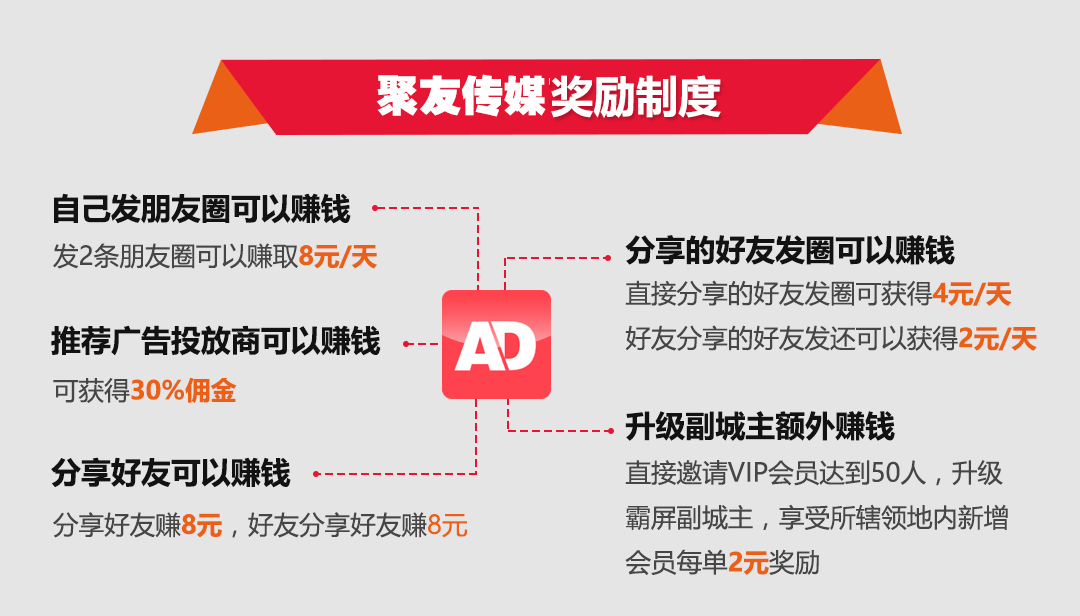 聚友传媒奖励制度
自己发朋友圈可以赚钱
发2条朋友圈可以赚取8元/天
推荐广告投放商可以赚钱
可获得30%佣金
分享好友可以赚钱
分享好友赚8元，好友分享好友赚8元
AD
分享的好友发圈可以赚钱
直接分享的好友发圈可获得4元/天
好友分享的好友发还可以获得2元/天
升级副城主额外赚钱
直接邀请VIP会员达到50人，升级
霸屏副城主，享受所辖领地内新增
会员每单2元奖励